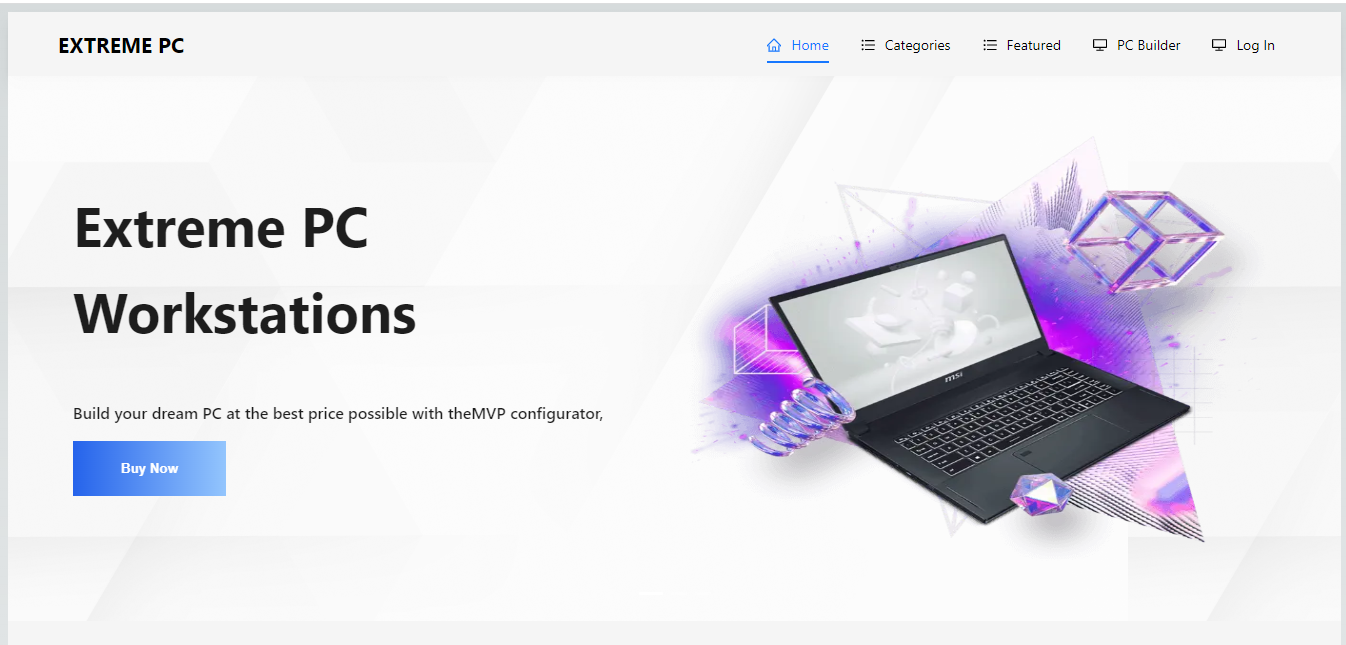 EXTREME PC
Home
Categories
Featured
PC Builder
Log In
Extreme PC
Workstations
Build your dream PC at the best price possible with theMVP configurator,
Buy Now
msi